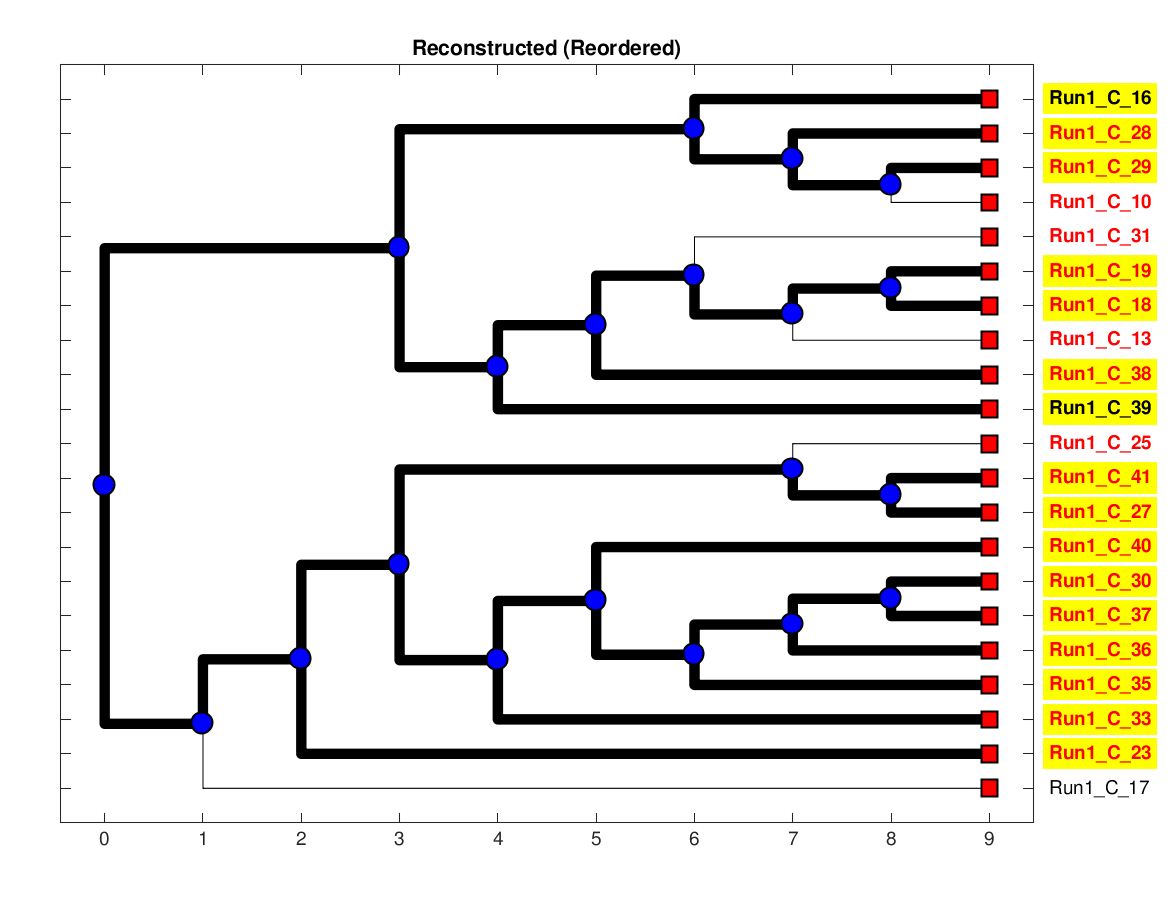 Reconstructed (Reordered)
Run1_C_16
Run1_C_28
Run1_C_29
Run1_C_10
Run1_C_31
Run1_C_19
Run1_C_18
Run1_C_13
Run1_C_38
Run1_C_39
Run1_C_25
Run1_C_41
Run1_C_27
Run1_C_40
Run1_C_30
Run1_C_37
Run1_C_36
Run1_C_35
Run1_C_33
Run1_C_23
Run1_C_17
0 1 2 3 4 5 6 7 8 9